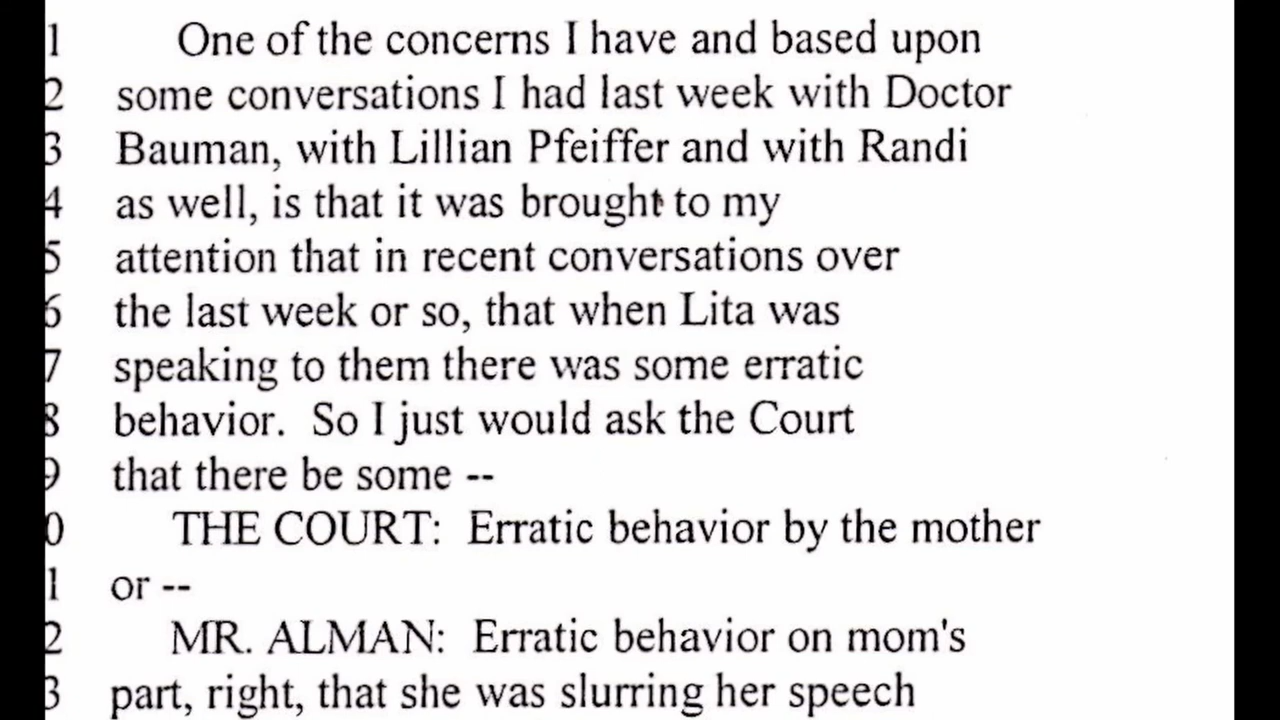 1 One of the concerns I have and based upon
2 some conversations I had last week with Doctor
3 Bauman, with Lillian Pfeiffer and with Randi
4 as well, is that it was brought to my
5 attention that in recent conversations over
6 the last week or so, that when Lita was
7 speaking to them there was some erratic
8 behavior. So I just would ask the Court
9 that there be some --
0 THE COURT: Erratic behavior by the mother
1 or --
2 MR. ALMAN: Erratic behavior on mom's
3 part, right, that she was slurring her speech